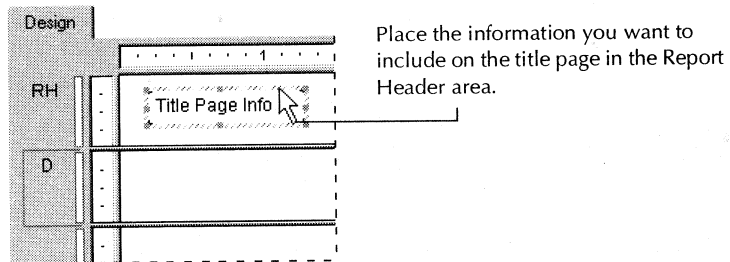 Design
1
RH
Title Page Info
D
Place the information you want to
include on the title page in the Report
Header area.